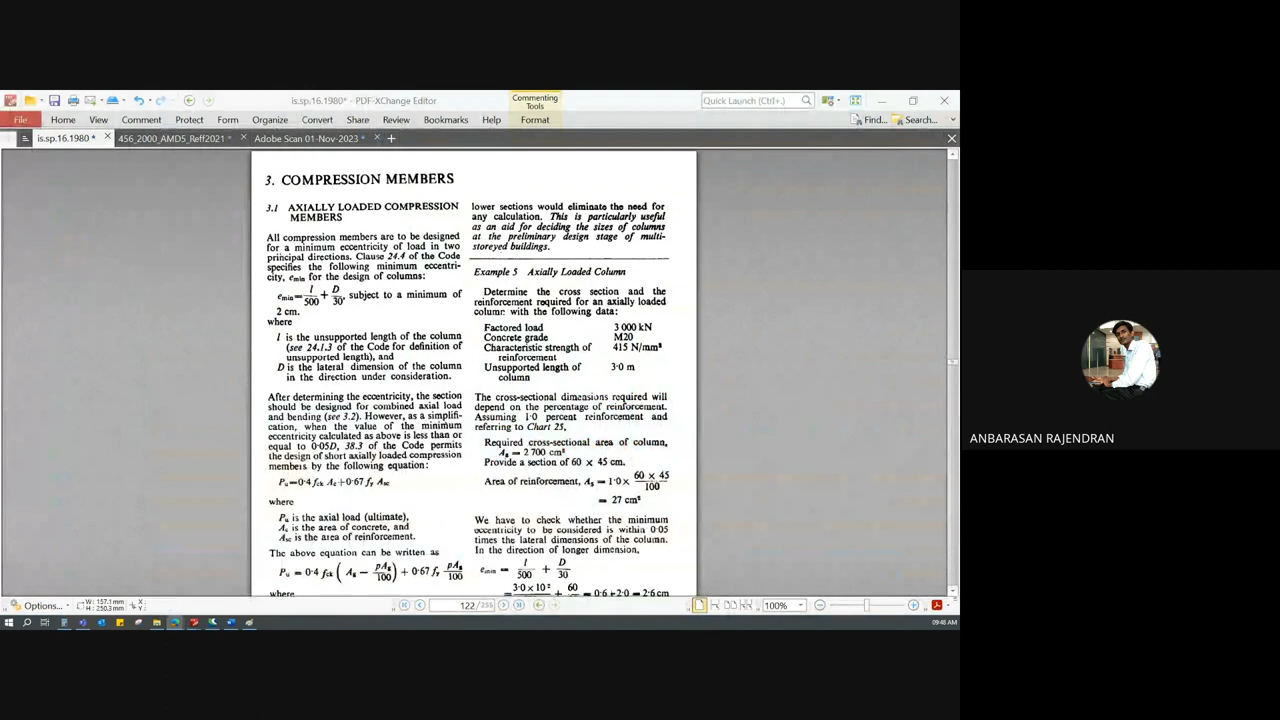 is.sp.16.1980* - PDF-XChange Editor
Commenting
Tools
Quick Launch (Ctrl+.)
File
Home
View
Comment
Protect
Form
Organize
Convert
Share
Review
Bookmarks
Help
Format
Find...
Search...
is.sp.16.1980 *
456_2000_AMD5_Reff2021 *
Adobe Scan 01-Nov-2023 *
3. COMPRESSION MEMBERS
3.1 AXIALLY LOADED COMPRESSION
MEMBERS
All compression members are to be designed
for a minimum eccentricity of load in two
principal directions. Clause 24.4 of the Code
specifies the following minimum eccentri-
city, emin for the design of columns:
emin = l/500 + D/30, subject to a minimum of
2 cm.
where
l is the unsupported length of the column
(see 24.1.3 of the Code for definition of
unsupported length), and
D is the lateral dimension of the column
in the direction under consideration.
After determining the eccentricity, the section
should be designed for combined axial load
and bending (see 3.2). However, as a simplifi-
cation, when the value of the minimum
eccentricity calculated as above is less than or
equal to 0·05D, 38.3 of the Code permits
the design of short axially loaded compression
members by the following equation:
Pu=0·4 fck Ac+0·67 fy Asc
where
Pu is the axial load (ultimate),
Ac is the area of concrete, and
Asc is the area of reinforcement.
The above equation can be written as
Pu = 0·4 fck ( Ag − pAg/100 ) + 0·67 fy pAg/100
where
lower sections would eliminate the need for
any calculation. This is particularly useful
as an aid for deciding the sizes of columns
at the preliminary design stage of multi-
storeyed buildings.
Example 5 Axially Loaded Column
Determine the cross section and the
reinforcement required for an axially loaded
column with the following data:
Factored load 3 000 kN
Concrete grade M20
Characteristic strength of 415 N/mm²
reinforcement
Unsupported length of 3·0 m
column
The cross-sectional dimensions required will
depend on the percentage of reinforcement.
Assuming 1·0 percent reinforcement and
referring to Chart 25,
Required cross-sectional area of column,
Ag = 2 700 cm²
Provide a section of 60 × 45 cm.
Area of reinforcement, As = 1·0 × 60 × 45/100
= 27 cm²
We have to check whether the minimum
eccentricity to be considered is within 0·05
times the lateral dimensions of the column.
In the direction of longer dimension,
emin = l/500 + D/30
= 3·0 × 10²/ + 60/ = 0·6 + 2·0 = 2·6 cm
Options...
W: 157.1 mm
H: 250.3 mm
X:
Y:
122
100%
09:48 AM
ANBARASAN RAJENDRAN